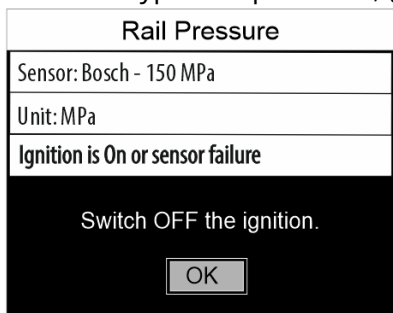 Rail Pressure
Sensor: Bosch - 150 MPa
Unit: MPa
Ignition is On or sensor failure
Switch OFF the ignition.
OK